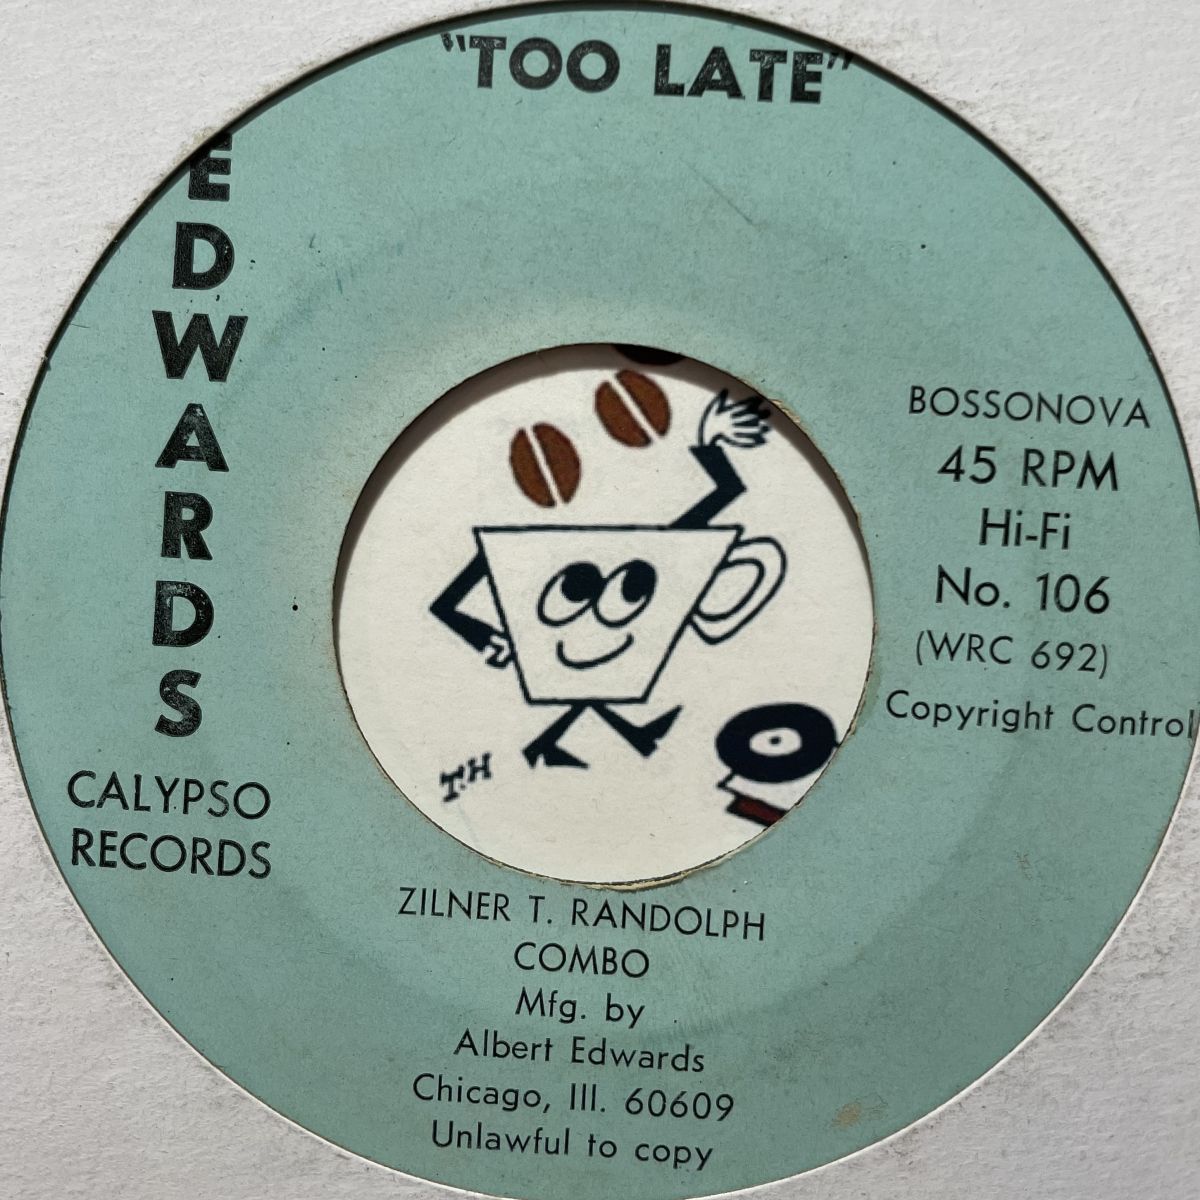 "TOO LATE"
EDWARDS
CALYPSO
RECORDS
BOSSONOVA
45 RPM
Hi-Fi
No. 106
(WRC 692)
Copyright Control
T.H
ZILNER T. RANDOLPH
COMBO
Mfg. by
Albert Edwards
Chicago, Ill. 60609
Unlawful to copy